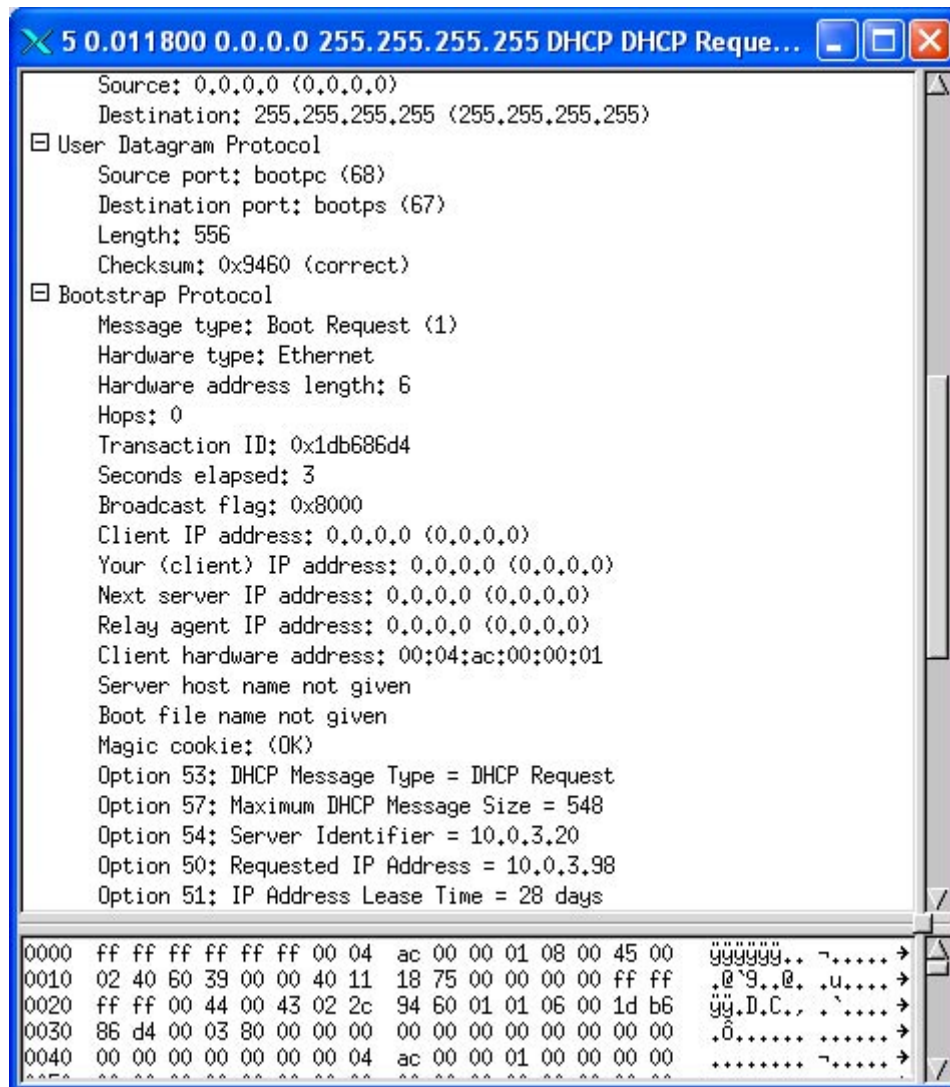 5 0.011800 0.0.0.0 255.255.255.255 DHCP DHCP Reque...
Source: 0.0.0.0 (0.0.0.0)
Destination: 255.255.255.255 (255.255.255.255)
User Datagram Protocol
Source port: bootpc (68)
Destination port: bootps (67)
Length: 556
Checksum: 0x9460 (correct)
Bootstrap Protocol
Message type: Boot Request (1)
Hardware type: Ethernet
Hardware address length: 6
Hops: 0
Transaction ID: 0x1db686d4
Seconds elapsed: 3
Broadcast flag: 0x8000
Client IP address: 0.0.0.0 (0.0.0.0)
Your (client) IP address: 0.0.0.0 (0.0.0.0)
Next server IP address: 0.0.0.0 (0.0.0.0)
Relay agent IP address: 0.0.0.0 (0.0.0.0)
Client hardware address: 00:04:ac:00:00:01
Server host name not given
Boot file name not given
Magic cookie: (OK)
Option 53: DHCP Message Type = DHCP Request
Option 57: Maximum DHCP Message Size = 548
Option 54: Server Identifier = 10.0.3.20
Option 50: Requested IP Address = 10.0.3.98
Option 51: IP Address Lease Time = 28 days
0000 ff ff ff ff ff ff 00 04 ac 00 00 01 08 00 45 00 ÿÿÿÿÿÿ.. ¬.....
0010 02 40 60 39 00 00 40 11 18 75 00 00 00 00 ff ff .@`9..@. .u....
0020 ff ff 00 44 00 43 02 2c 94 60 01 01 06 00 1d b6 ÿÿ.D.C., .`....
0030 86 d4 00 03 80 00 00 00 00 00 00 00 00 00 00 00 .Ô...... ......
0040 00 00 00 00 00 00 00 04 ac 00 00 01 00 00 00 00 ........ ¬.....